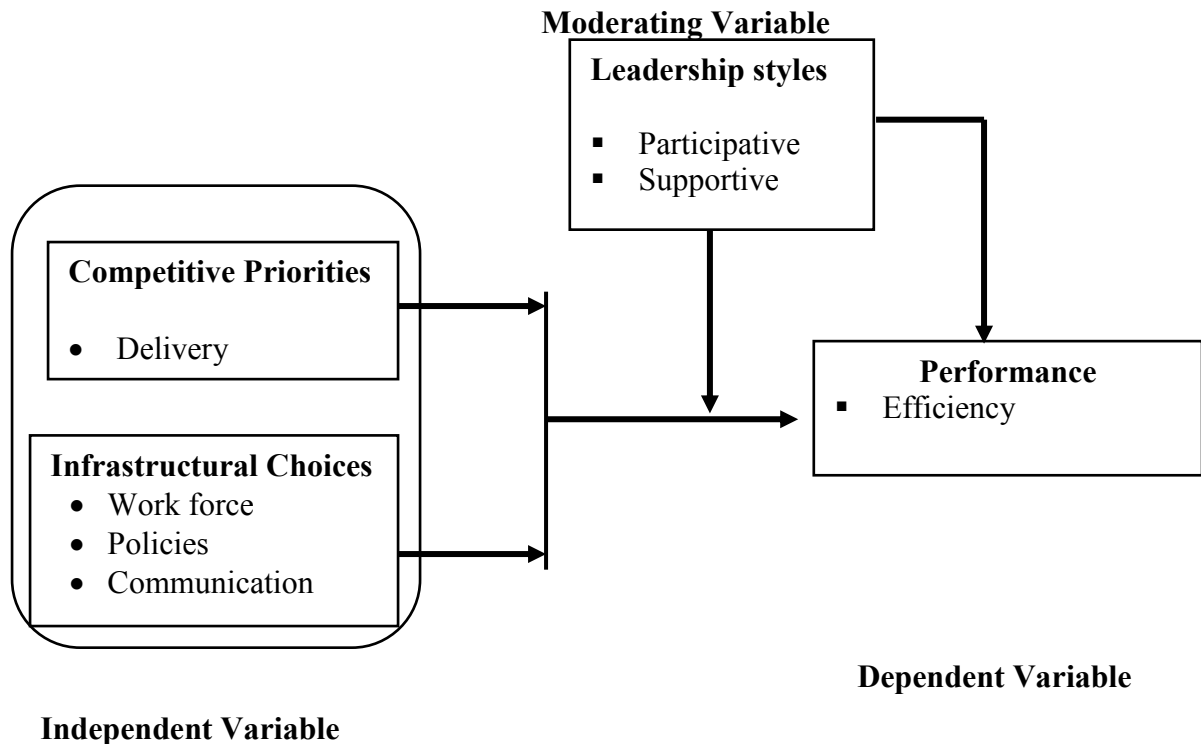 Moderating Variable
Leadership styles
▪ Participative
▪ Supportive
Competitive Priorities
• Delivery
Infrastructural Choices
• Work force
• Policies
• Communication
Performance
▪ Efficiency
Dependent Variable
Independent Variable